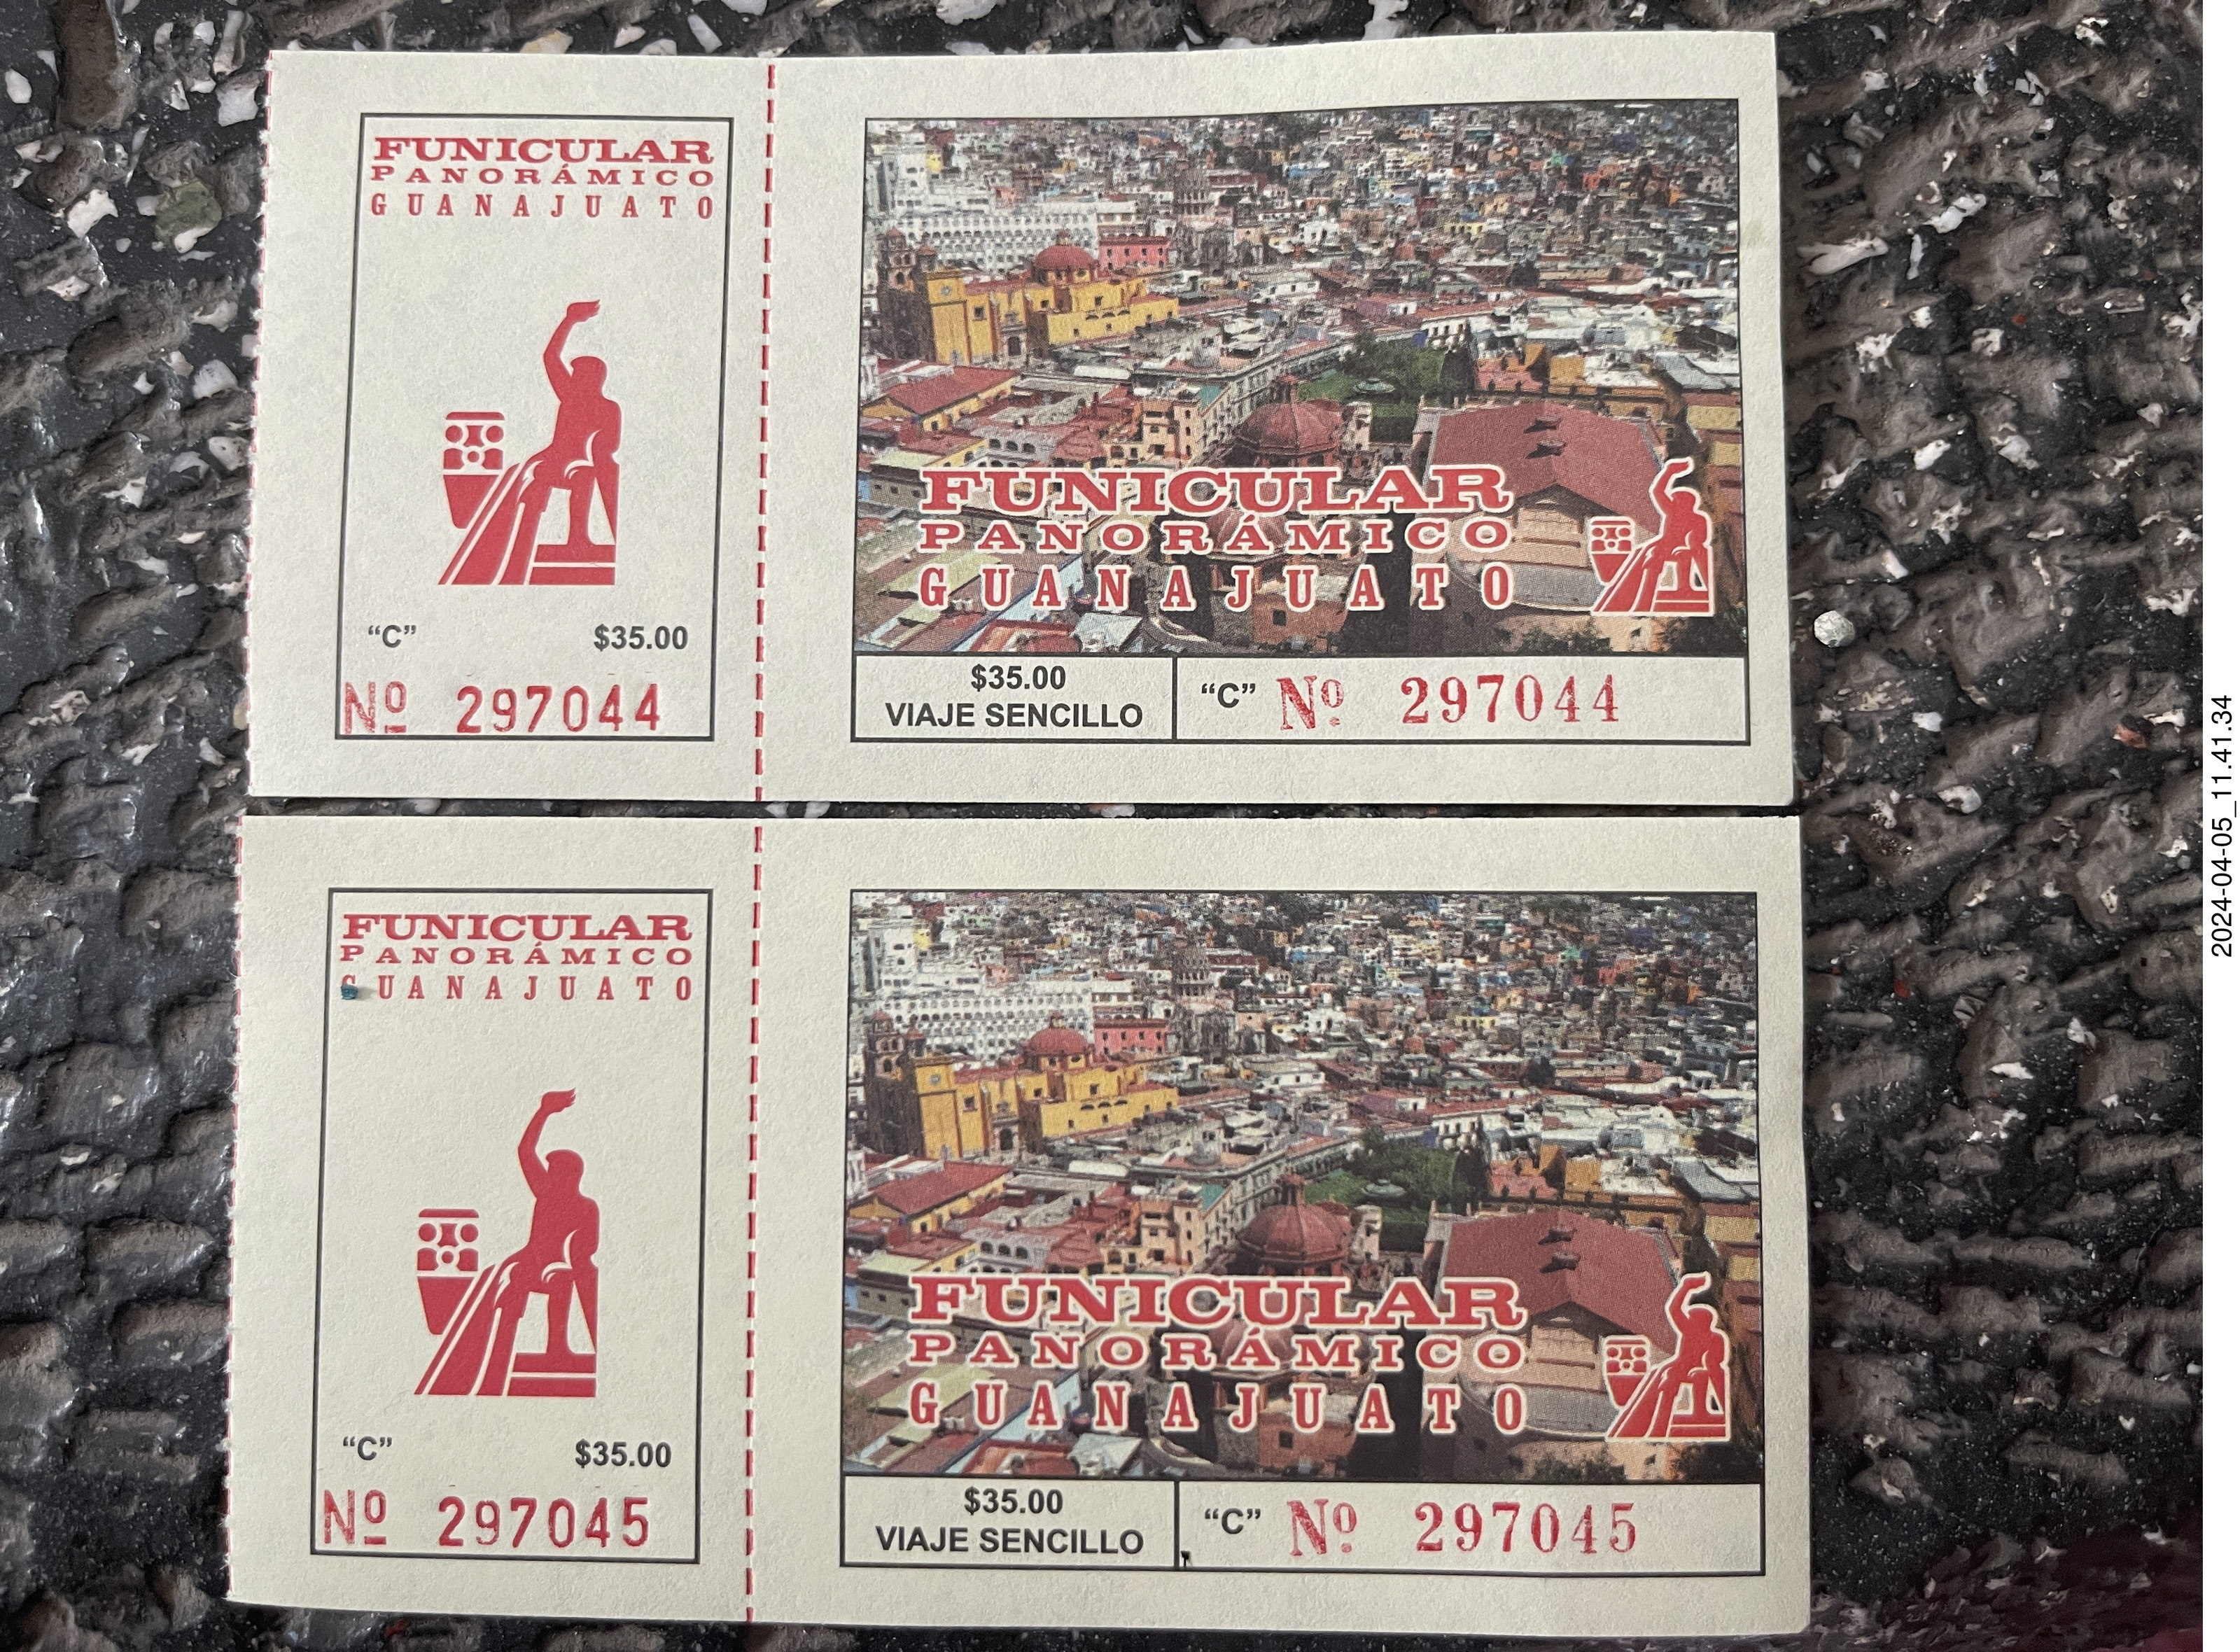 FUNICULAR
PANORÁMICO
GUANAJUATO
“C” $35.00
Nº 297044
FUNICULAR
PANORÁMICO
GUANAJUATO
$35.00
VIAJE SENCILLO
“C” Nº 297044
FUNICULAR
PANORÁMICO
GUANAJUATO
“C” $35.00
Nº 297045
FUNICULAR
PANORÁMICO
GUANAJUATO
$35.00
VIAJE SENCILLO
“C” Nº 297045
2024-04-05_11.41.34